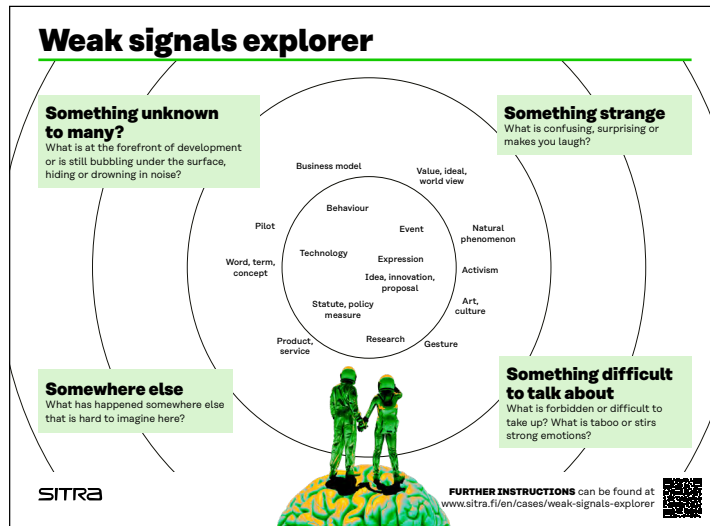 Weak signals explorer
Something unknown
to many?
What is at the forefront of development
or is still bubbling under the surface,
hiding or drowning in noise?
Something strange
What is confusing, surprising or
makes you laugh?
Business model
Value, ideal,
world view
Behaviour
Pilot
Event
Natural
phenomenon
Technology
Expression
Word, term,
concept
Activism
Idea, innovation,
proposal
Statute, policy
measure
Art,
culture
Product,
service
Research
Gesture
Somewhere else
What has happened somewhere else
that is hard to imagine here?
Something difficult
to talk about
What is forbidden or difficult to
take up? What is taboo or stirs
strong emotions?
SITRA
FURTHER INSTRUCTIONS can be found at
www.sitra.fi/en/cases/weak-signals-explorer